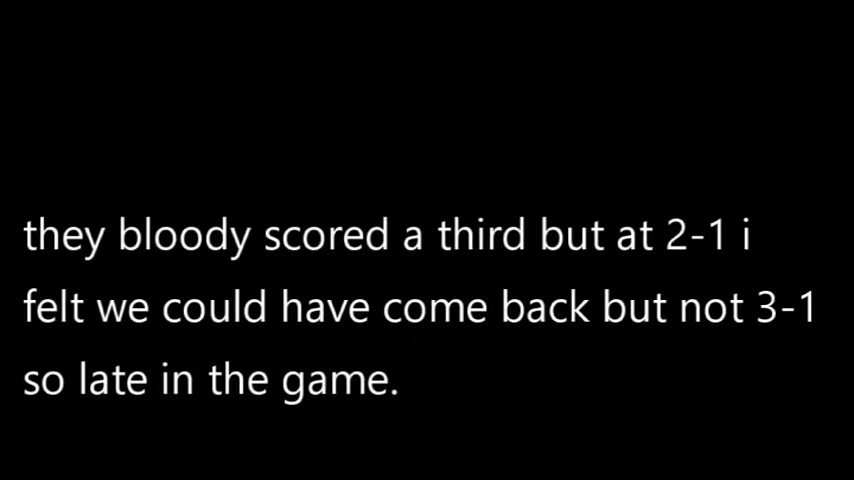 they bloody scored a third but at 2-1 i
felt we could have come back but not 3-1
so late in the game.